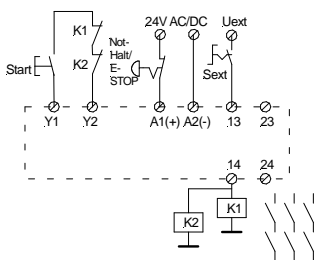 24V AC/DC Uext
K1
Not-
Halt/
E-
STOP
Start
K2
Sext
Y1 Y2 A1(+) A2(-) 13 23
14 24
K2 K1